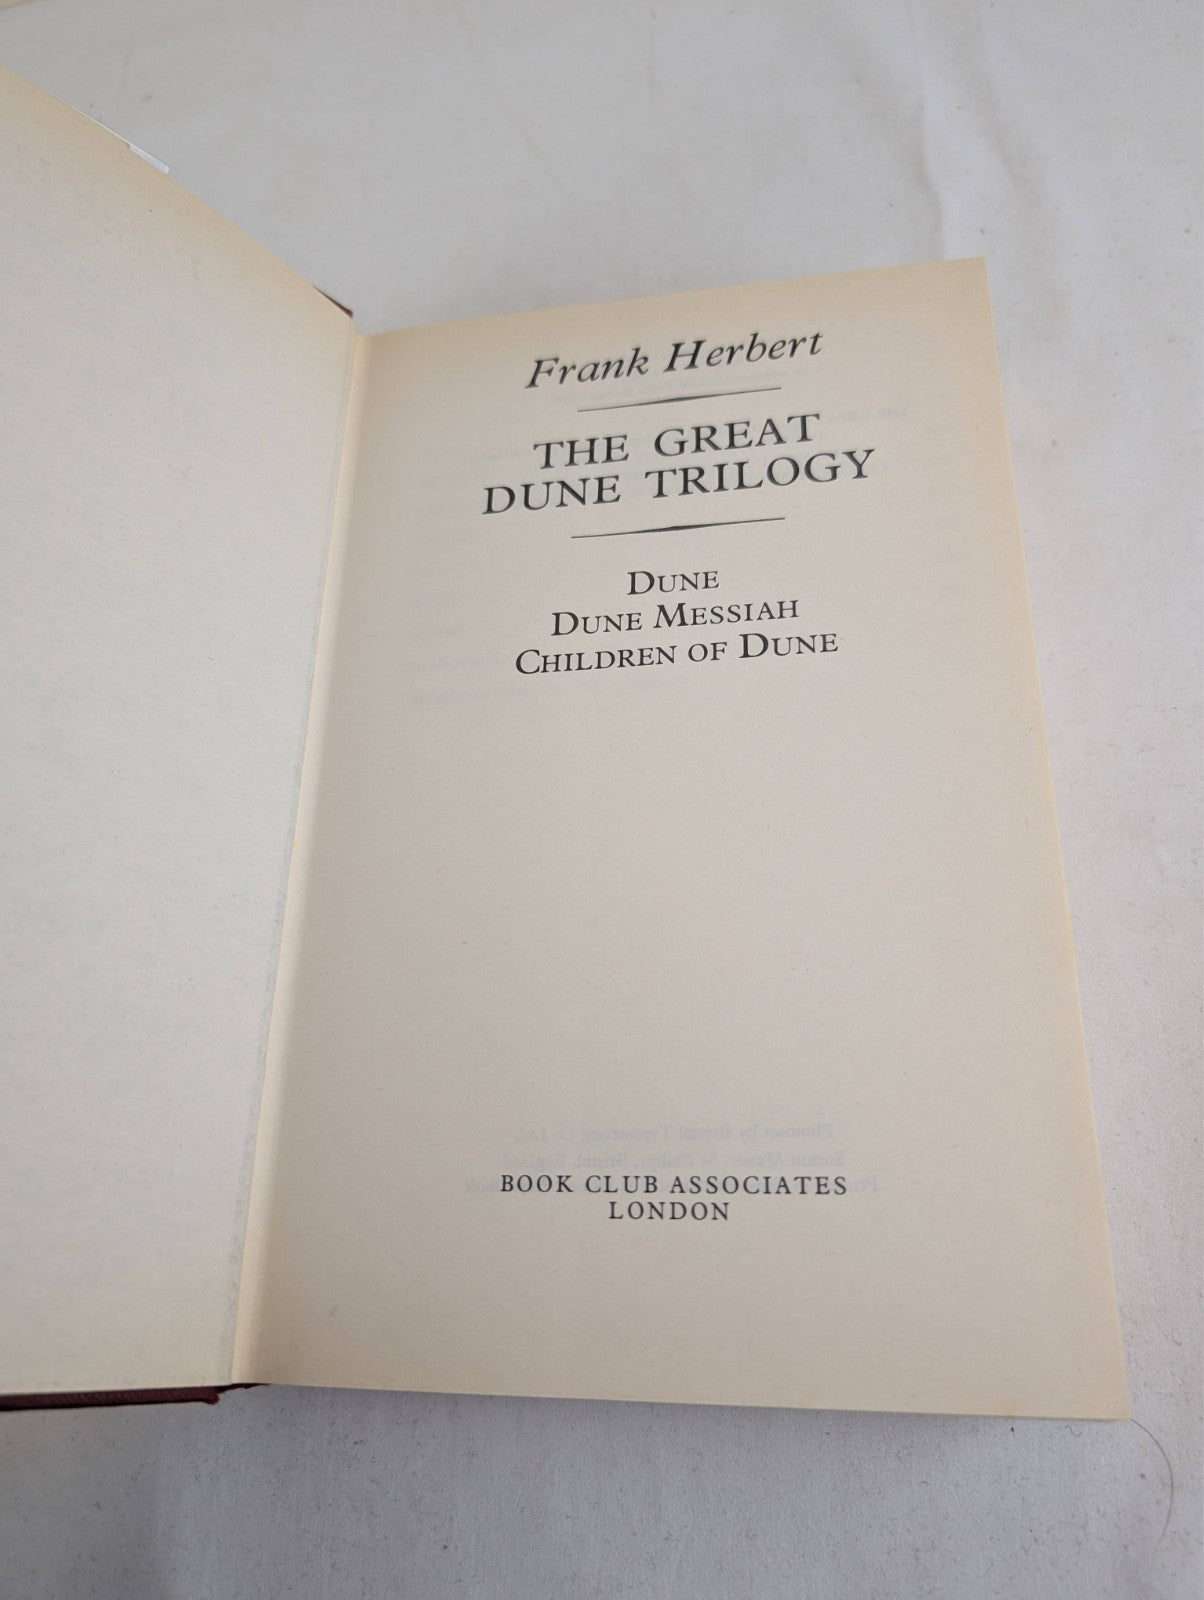 Frank Herbert
THE GREAT
DUNE TRILOGY
DUNE
DUNE MESSIAH
CHILDREN OF DUNE
BOOK CLUB ASSOCIATES
LONDON